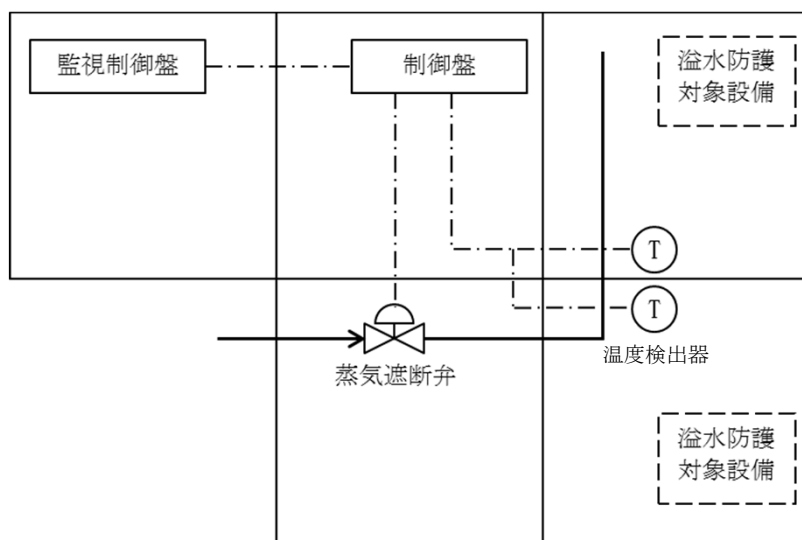 監視制御盤
制御盤
溢水防護
対象設備
T
T
温度検出器
蒸気遮断弁
溢水防護
対象設備